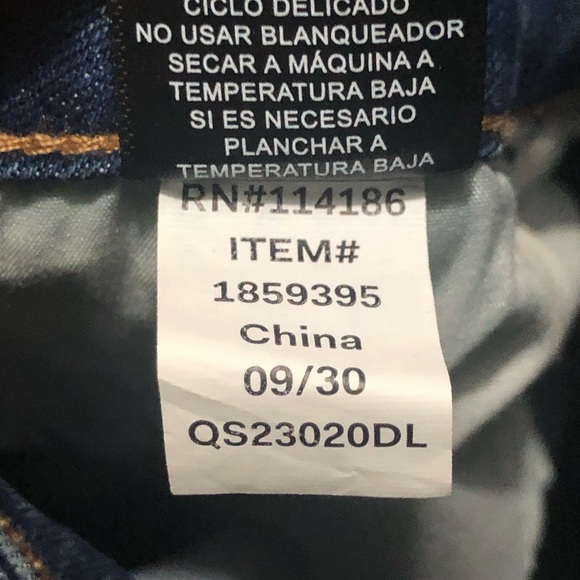 CICLO DELICADO
NO USAR BLANQUEADOR
SECAR A MÁQUINA A
TEMPERATURA BAJA
SI ES NECESARIO
PLANCHAR A
TEMPERATURA BAJA
RN#114186
ITEM#
1859395
China
09/30
QS23020DL